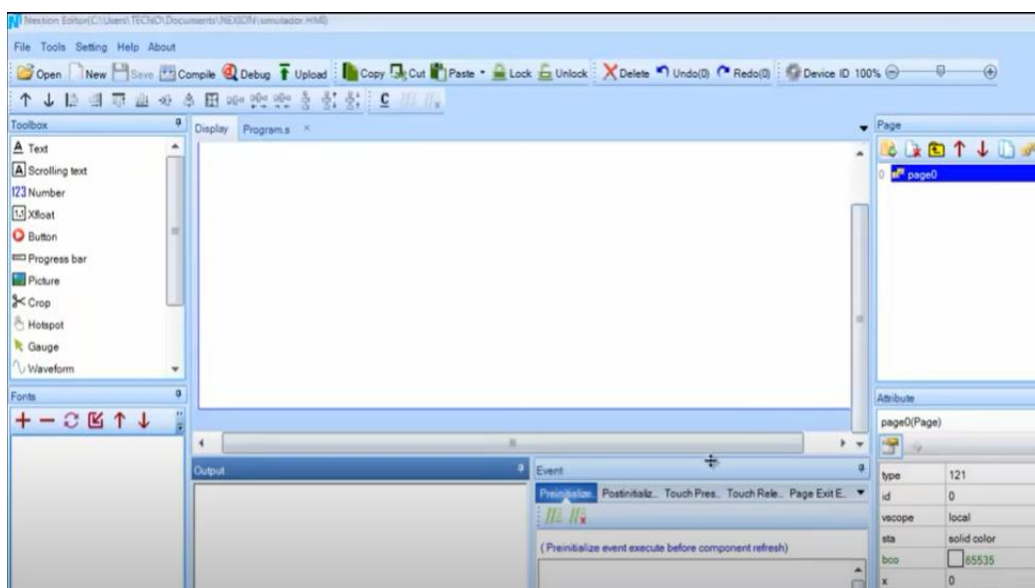 Nextion Editor(C:\Users\TECNO\Documents\NEXION\simulador.HMI)
File Tools Setting Help About
Open New Save Compile Debug Upload Copy Cut Paste Lock Unlock Delete Undo(0) Redo(0) Device ID 100%
Toolbox
Display Program.s ×
Page
A Text
A Scrolling text
123 Number
1.1 Xfloat
Button
Progress bar
Picture
Crop
Hotspot
Gauge
Waveform
0 page0
Fonts
Attribute
page0(Page)
Output
Event
Preinitialize.. Postinitializ... Touch Pres... Touch Rele... Page Exit E...
( Preinitialize event execute before component refresh)
type 121
id 0
vscope local
sta solid color
bco 65535
x 0